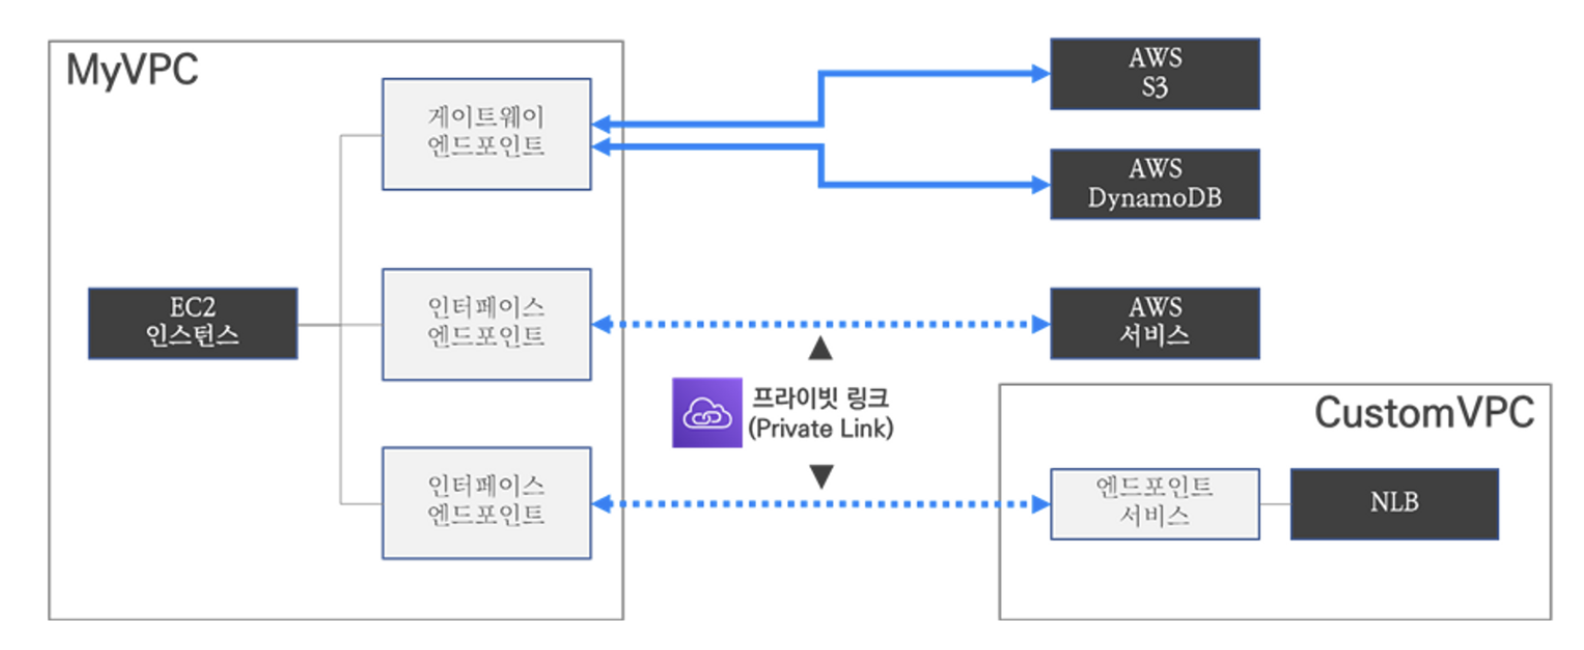 MyVPC
게이트웨이
엔드포인트
AWS
S3
AWS
DynamoDB
EC2
인스턴스
인터페이스
엔드포인트
AWS
서비스
프라이빗 링크
(Private Link)
CustomVPC
인터페이스
엔드포인트
엔드포인트
서비스
NLB